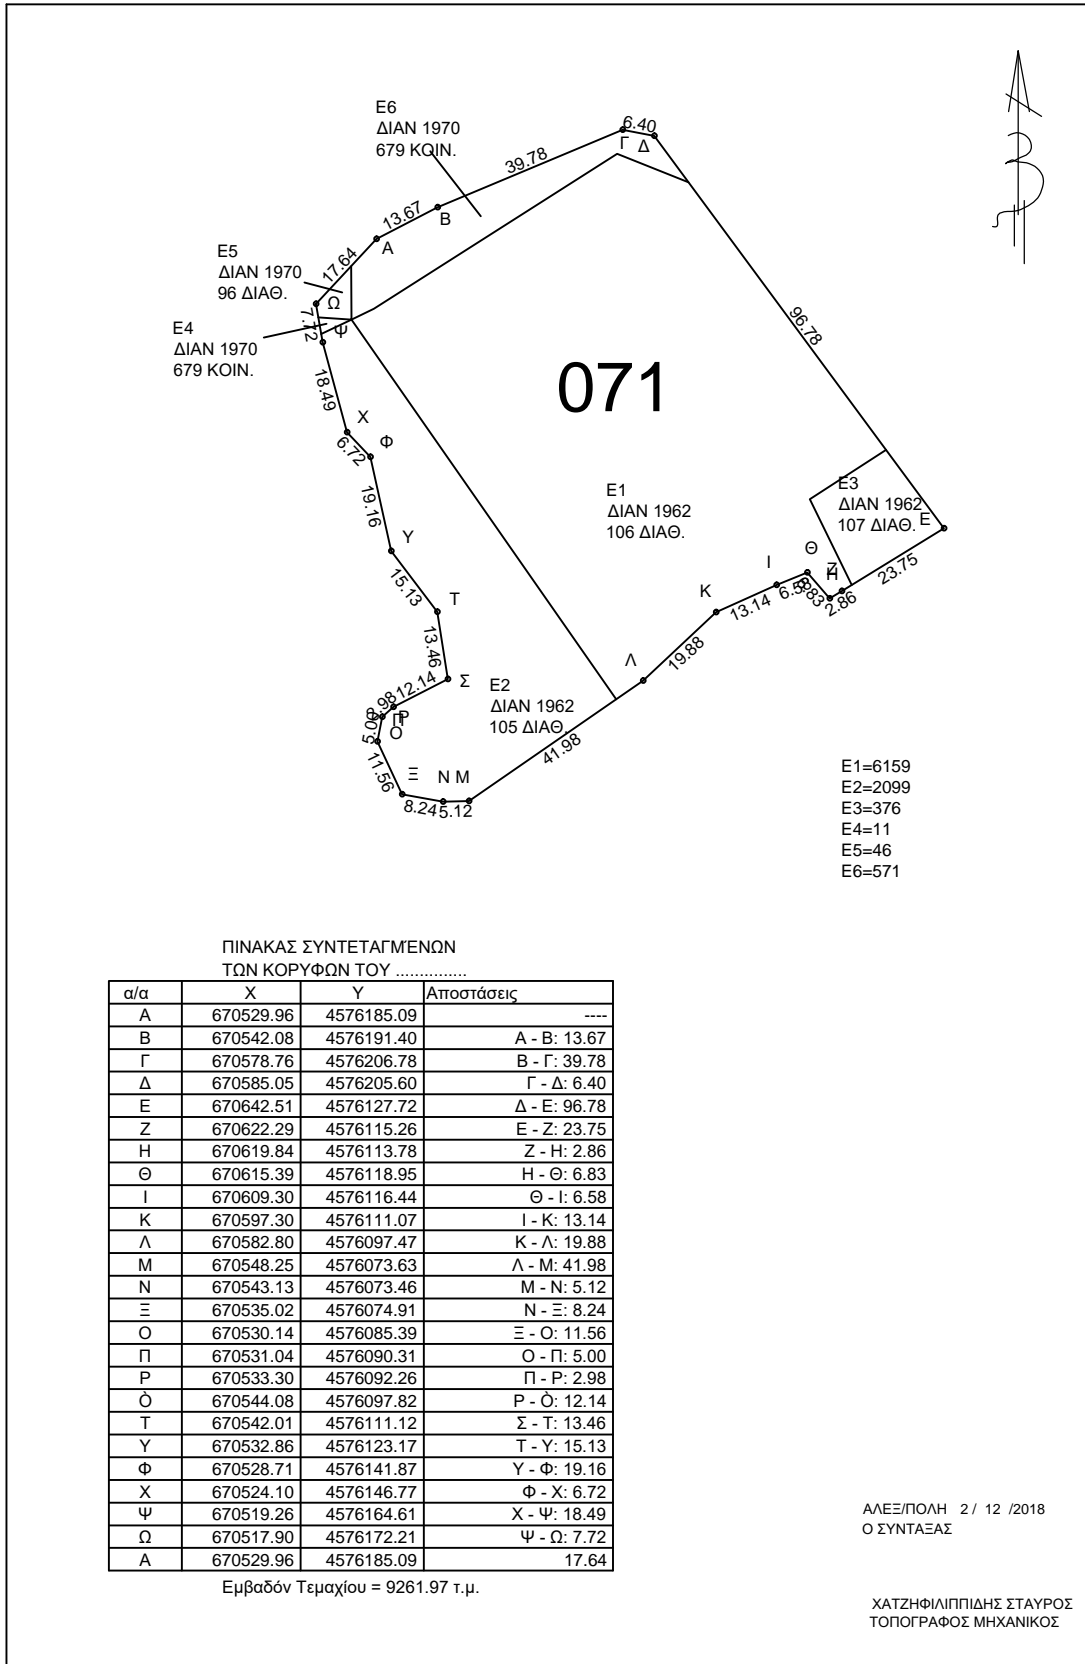 Ε6
ΔΙΑΝ 1970
679 ΚΟΙΝ.
6.40
Γ Δ
39.78
13.67
Β
Α
Ε5
ΔΙΑΝ 1970
96 ΔΙΑΘ.
17.64
Ω
7.72
Ψ
Ε4
ΔΙΑΝ 1970
679 ΚΟΙΝ.
96.78
071
18.49
Χ
Φ
6.72
19.16
Ε1
ΔΙΑΝ 1962
106 ΔΙΑΘ.
Ε3
ΔΙΑΝ 1962
107 ΔΙΑΘ.
Ε
Υ
Θ
Ζ
Η
Ι
6.58
6.83
2.86
23.75
15.13
Τ
Κ
13.14
13.46
19.88
Λ
Σ
Ε2
ΔΙΑΝ 1962
105 ΔΙΑΘ.
12.14
2.98
Ρ
Π
5.00
Ο
41.98
11.56
Ξ
Ν Μ
8.24
5.12
Ε1=6159
Ε2=2099
Ε3=376
Ε4=11
Ε5=46
Ε6=571
ΠΙΝΑΚΑΣ ΣΥΝΤΕΤΑΓΜΈΝΩΝ
ΤΩΝ ΚΟΡΥΦΩΝ ΤΟΥ ...............
α/α Χ Υ Αποστάσεις
Α 670529.96 4576185.09 ----
Β 670542.08 4576191.40 Α - Β: 13.67
Γ 670578.76 4576206.78 Β - Γ: 39.78
Δ 670585.05 4576205.60 Γ - Δ: 6.40
Ε 670642.51 4576127.72 Δ - Ε: 96.78
Ζ 670622.29 4576115.26 Ε - Ζ: 23.75
Η 670619.84 4576113.78 Ζ - Η: 2.86
Θ 670615.39 4576118.95 Η - Θ: 6.83
Ι 670609.30 4576116.44 Θ - Ι: 6.58
Κ 670597.30 4576111.07 Ι - Κ: 13.14
Λ 670582.80 4576097.47 Κ - Λ: 19.88
Μ 670548.25 4576073.63 Λ - Μ: 41.98
Ν 670543.13 4576073.46 Μ - Ν: 5.12
Ξ 670535.02 4576074.91 Ν - Ξ: 8.24
Ο 670530.14 4576085.39 Ξ - Ο: 11.56
Π 670531.04 4576090.31 Ο - Π: 5.00
Ρ 670533.30 4576092.26 Π - Ρ: 2.98
Ò 670544.08 4576097.82 Ρ - Ò: 12.14
Τ 670542.01 4576111.12 Σ - Τ: 13.46
Υ 670532.86 4576123.17 Τ - Υ: 15.13
Φ 670528.71 4576141.87 Υ - Φ: 19.16
Χ 670524.10 4576146.77 Φ - Χ: 6.72
Ψ 670519.26 4576164.61 Χ - Ψ: 18.49
Ω 670517.90 4576172.21 Ψ - Ω: 7.72
Α 670529.96 4576185.09 17.64
Εμβαδόν Τεμαχίου = 9261.97 τ.μ.
ΑΛΕΞ/ΠΟΛΗ 2 / 12 /2018
Ο ΣΥΝΤΑΞΑΣ
ΧΑΤΖΗΦΙΛΙΠΠΙΔΗΣ ΣΤΑΥΡΟΣ
ΤΟΠΟΓΡΑΦΟΣ ΜΗΧΑΝΙΚΟΣ